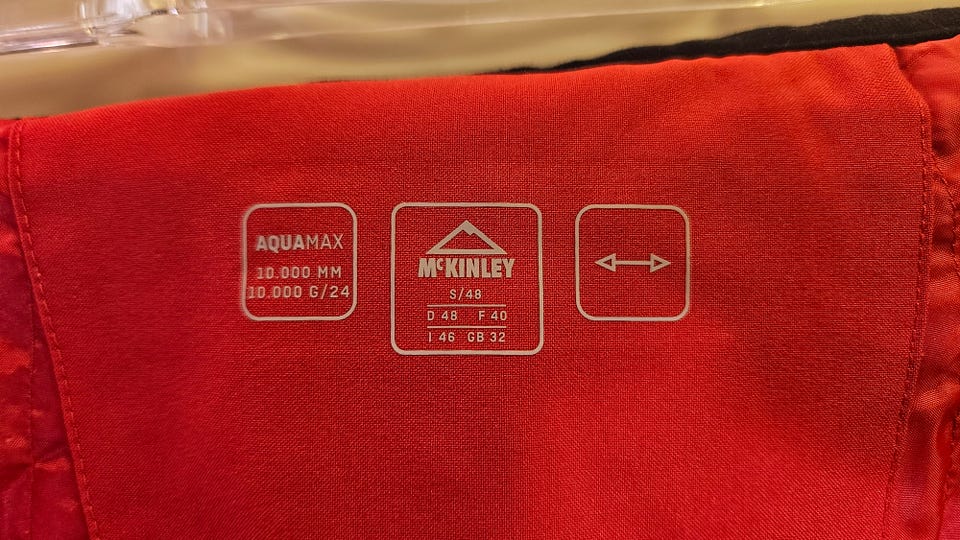 AQUAMAX
10.000 MM
10.000 G/24
McKINLEY
S/48
D 48 F 40
I 46 GB 32